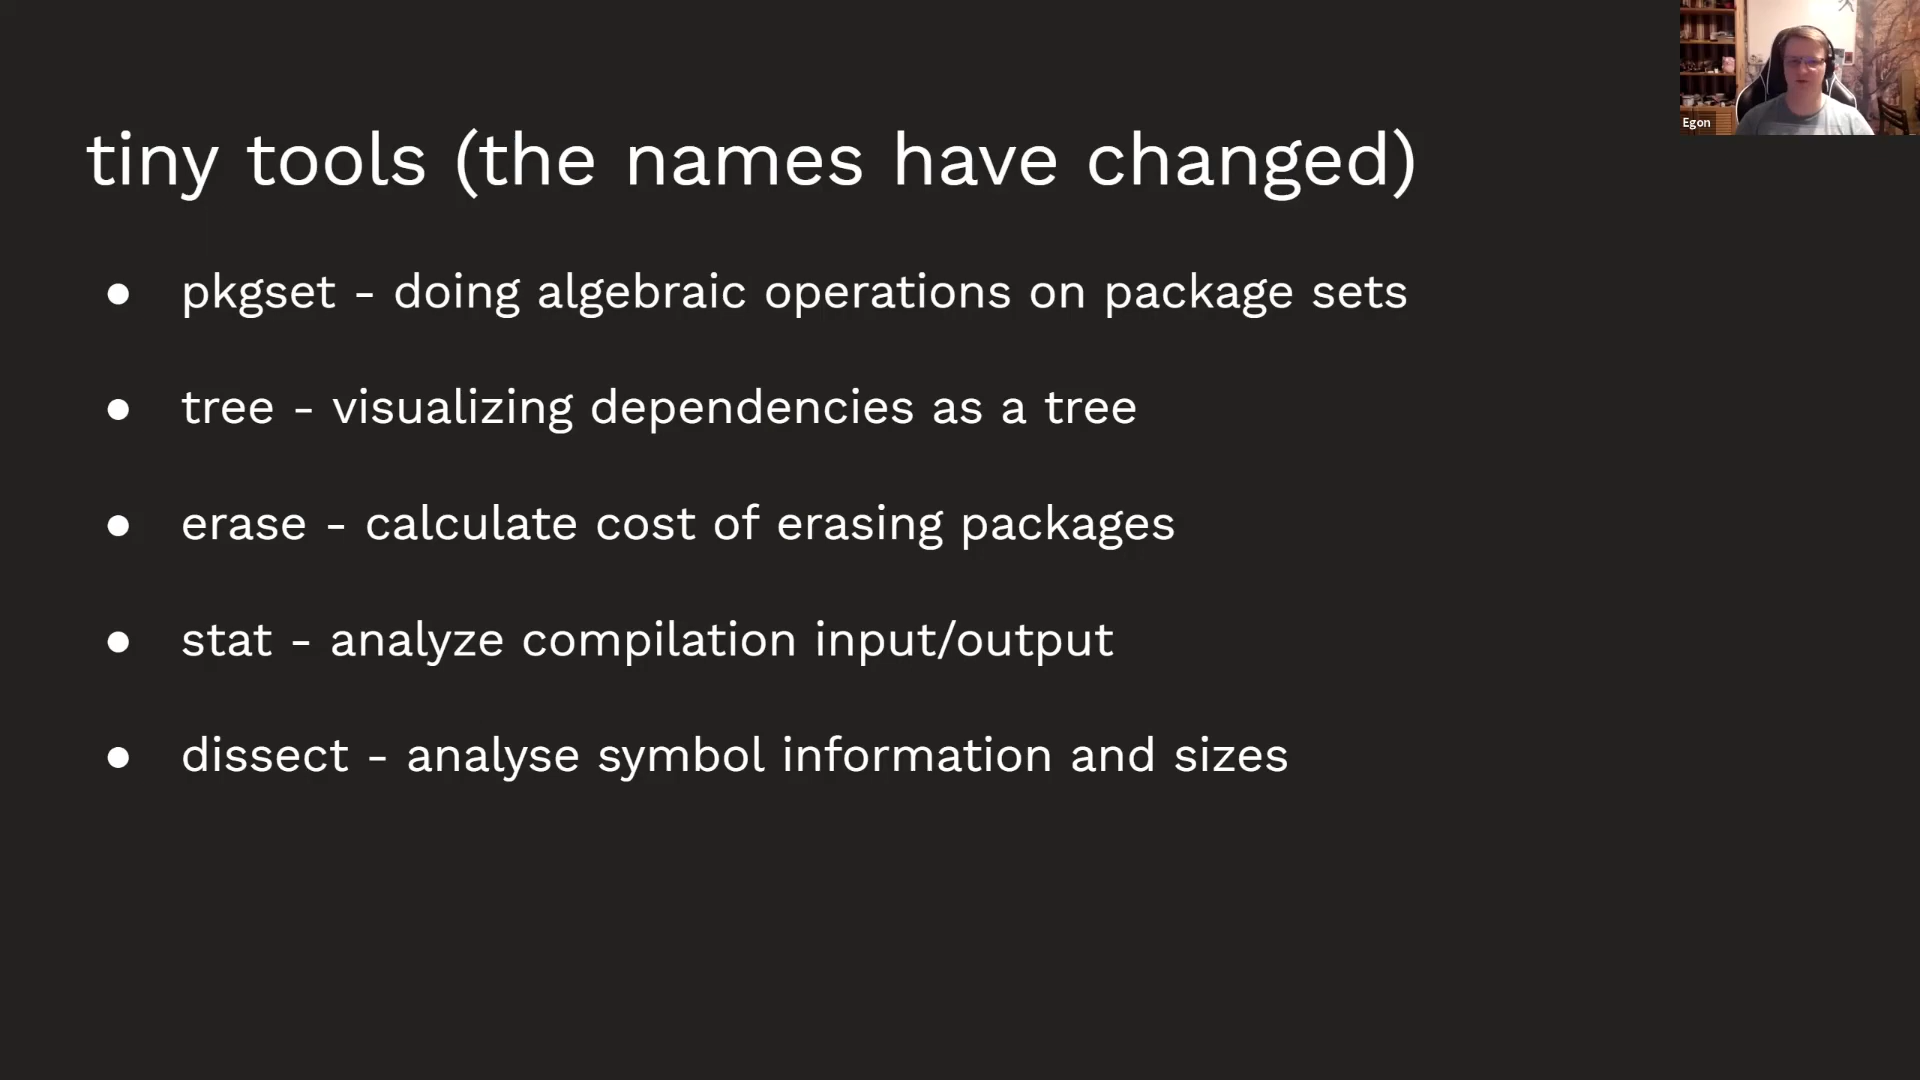 Egon
tiny tools (the names have changed)
● pkgset - doing algebraic operations on package sets
● tree - visualizing dependencies as a tree
● erase - calculate cost of erasing packages
● stat - analyze compilation input/output
● dissect - analyse symbol information and sizes